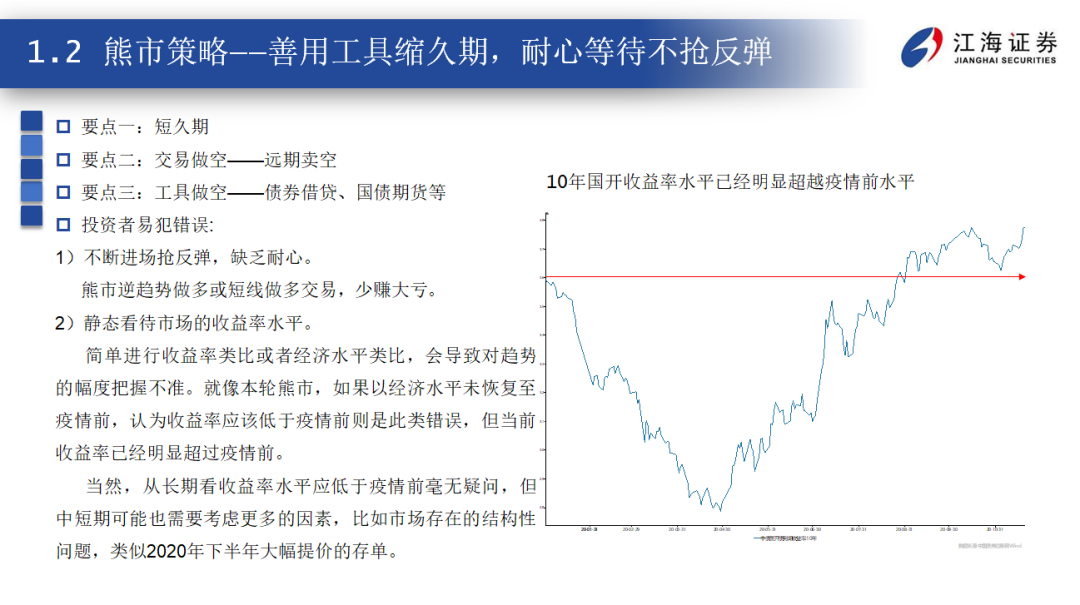 1.2 熊市策略——善用工具缩久期，耐心等待不抢反弹
江海证券
JIANGHAI SECURITIES
要点一：短久期
要点二：交易做空——远期卖空
要点三：工具做空——债券借贷、国债期货等
投资者易犯错误:
1）不断进场抢反弹，缺乏耐心。
熊市逆趋势做多或短线做多交易，少赚大亏。
2）静态看待市场的收益率水平。
简单进行收益率类比或者经济水平类比，会导致对趋势
的幅度把握不准。就像本轮熊市，如果以经济水平未恢复至
疫情前，认为收益率应该低于疫情前则是此类错误，但当前
收益率已经明显超过疫情前。
当然，从长期看收益率水平应低于疫情前毫无疑问，但
中短期可能也需要考虑更多的因素，比如市场存在的结构性
问题，类似2020年下半年大幅提价的存单。
10年国开收益率水平已经明显超越疫情前水平